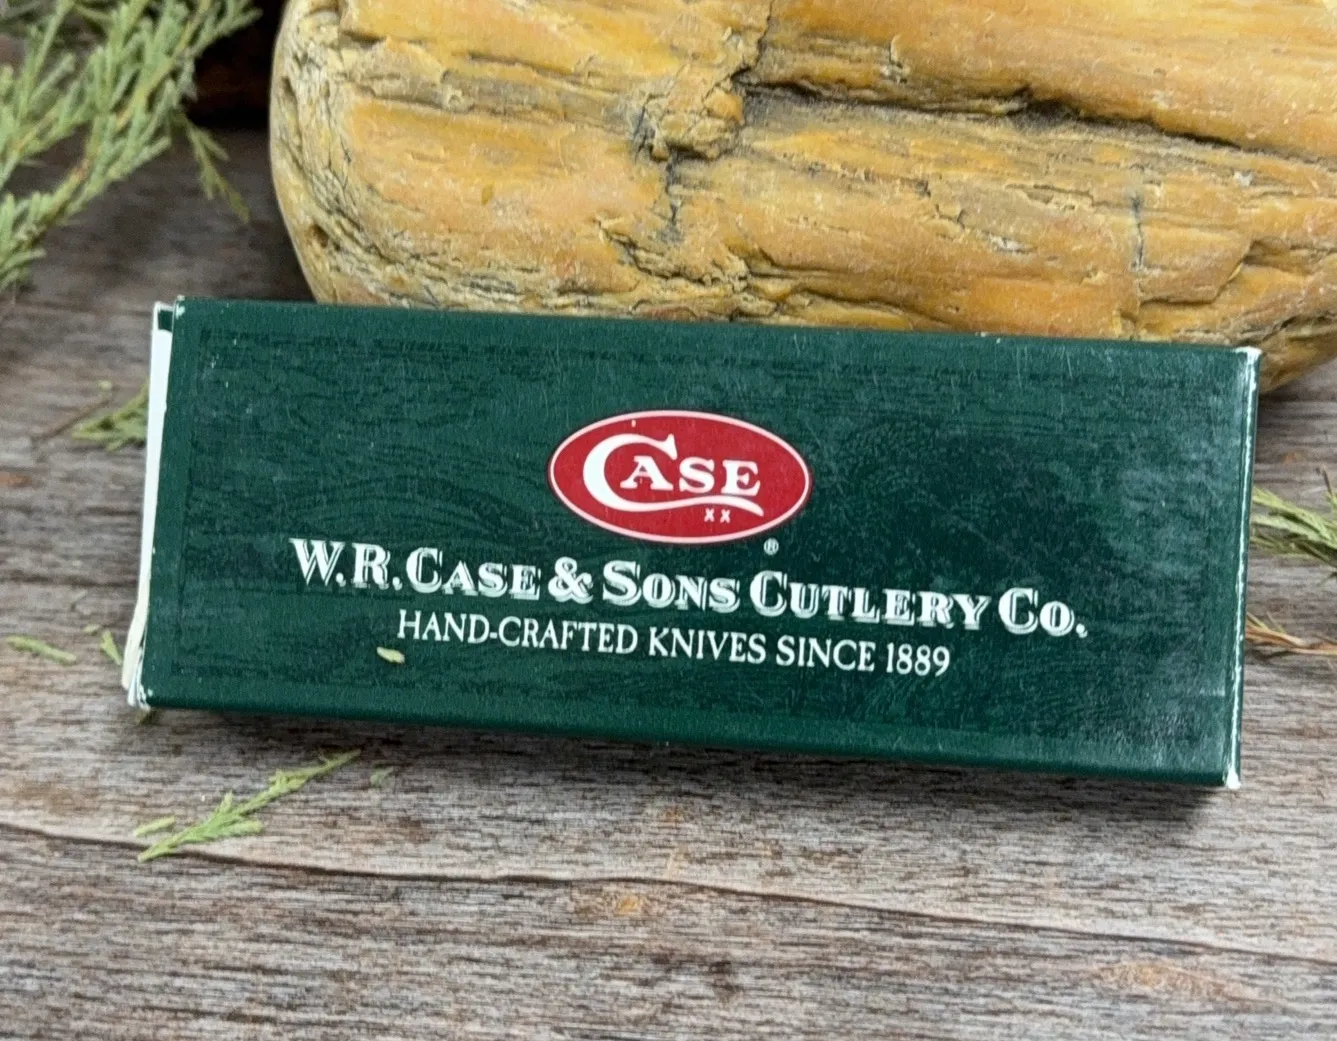 CASE
XX
®
W.R. CASE & SONS CUTLERY CO.
HAND-CRAFTED KNIVES SINCE 1889